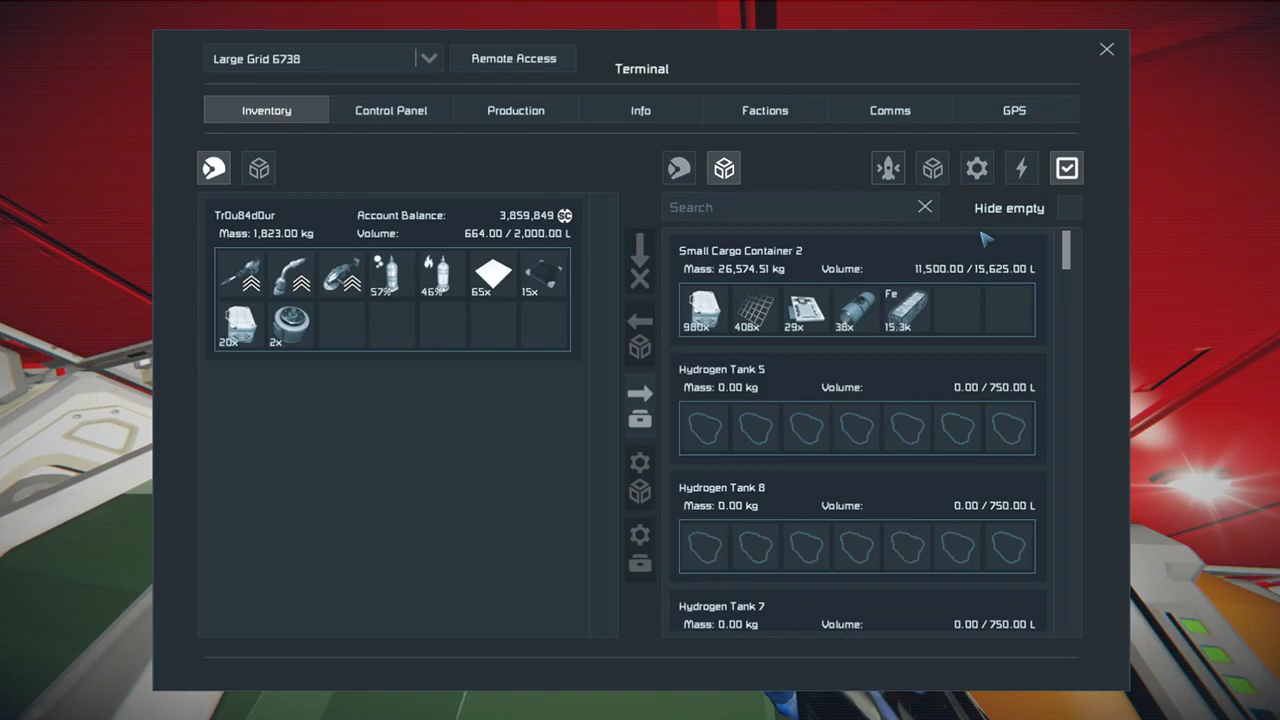 Large Grid 6738
Remote Access
Terminal
Inventory
Control Panel
Production
Info
Factions
Comms
GPS
Search
Hide empty
Tr0u84d0ur
Account Balance:
3,859,849 SC
Mass: 1,823.00 kg
Volume:
664.00 / 2,000.00 L
57%
46%
65x
15x
20x
2x
Small Cargo Container 2
Mass: 26,574.51 kg
Volume:
11,500.00 / 15,625.00 L
980x
408x
29x
38x
Fe
15.3k
Hydrogen Tank 5
Mass: 0.00 kg
Volume:
0.00 / 750.00 L
Hydrogen Tank 8
Mass: 0.00 kg
Volume:
0.00 / 750.00 L
Hydrogen Tank 7
Mass: 0.00 kg
Volume:
0.00 / 750.00 L